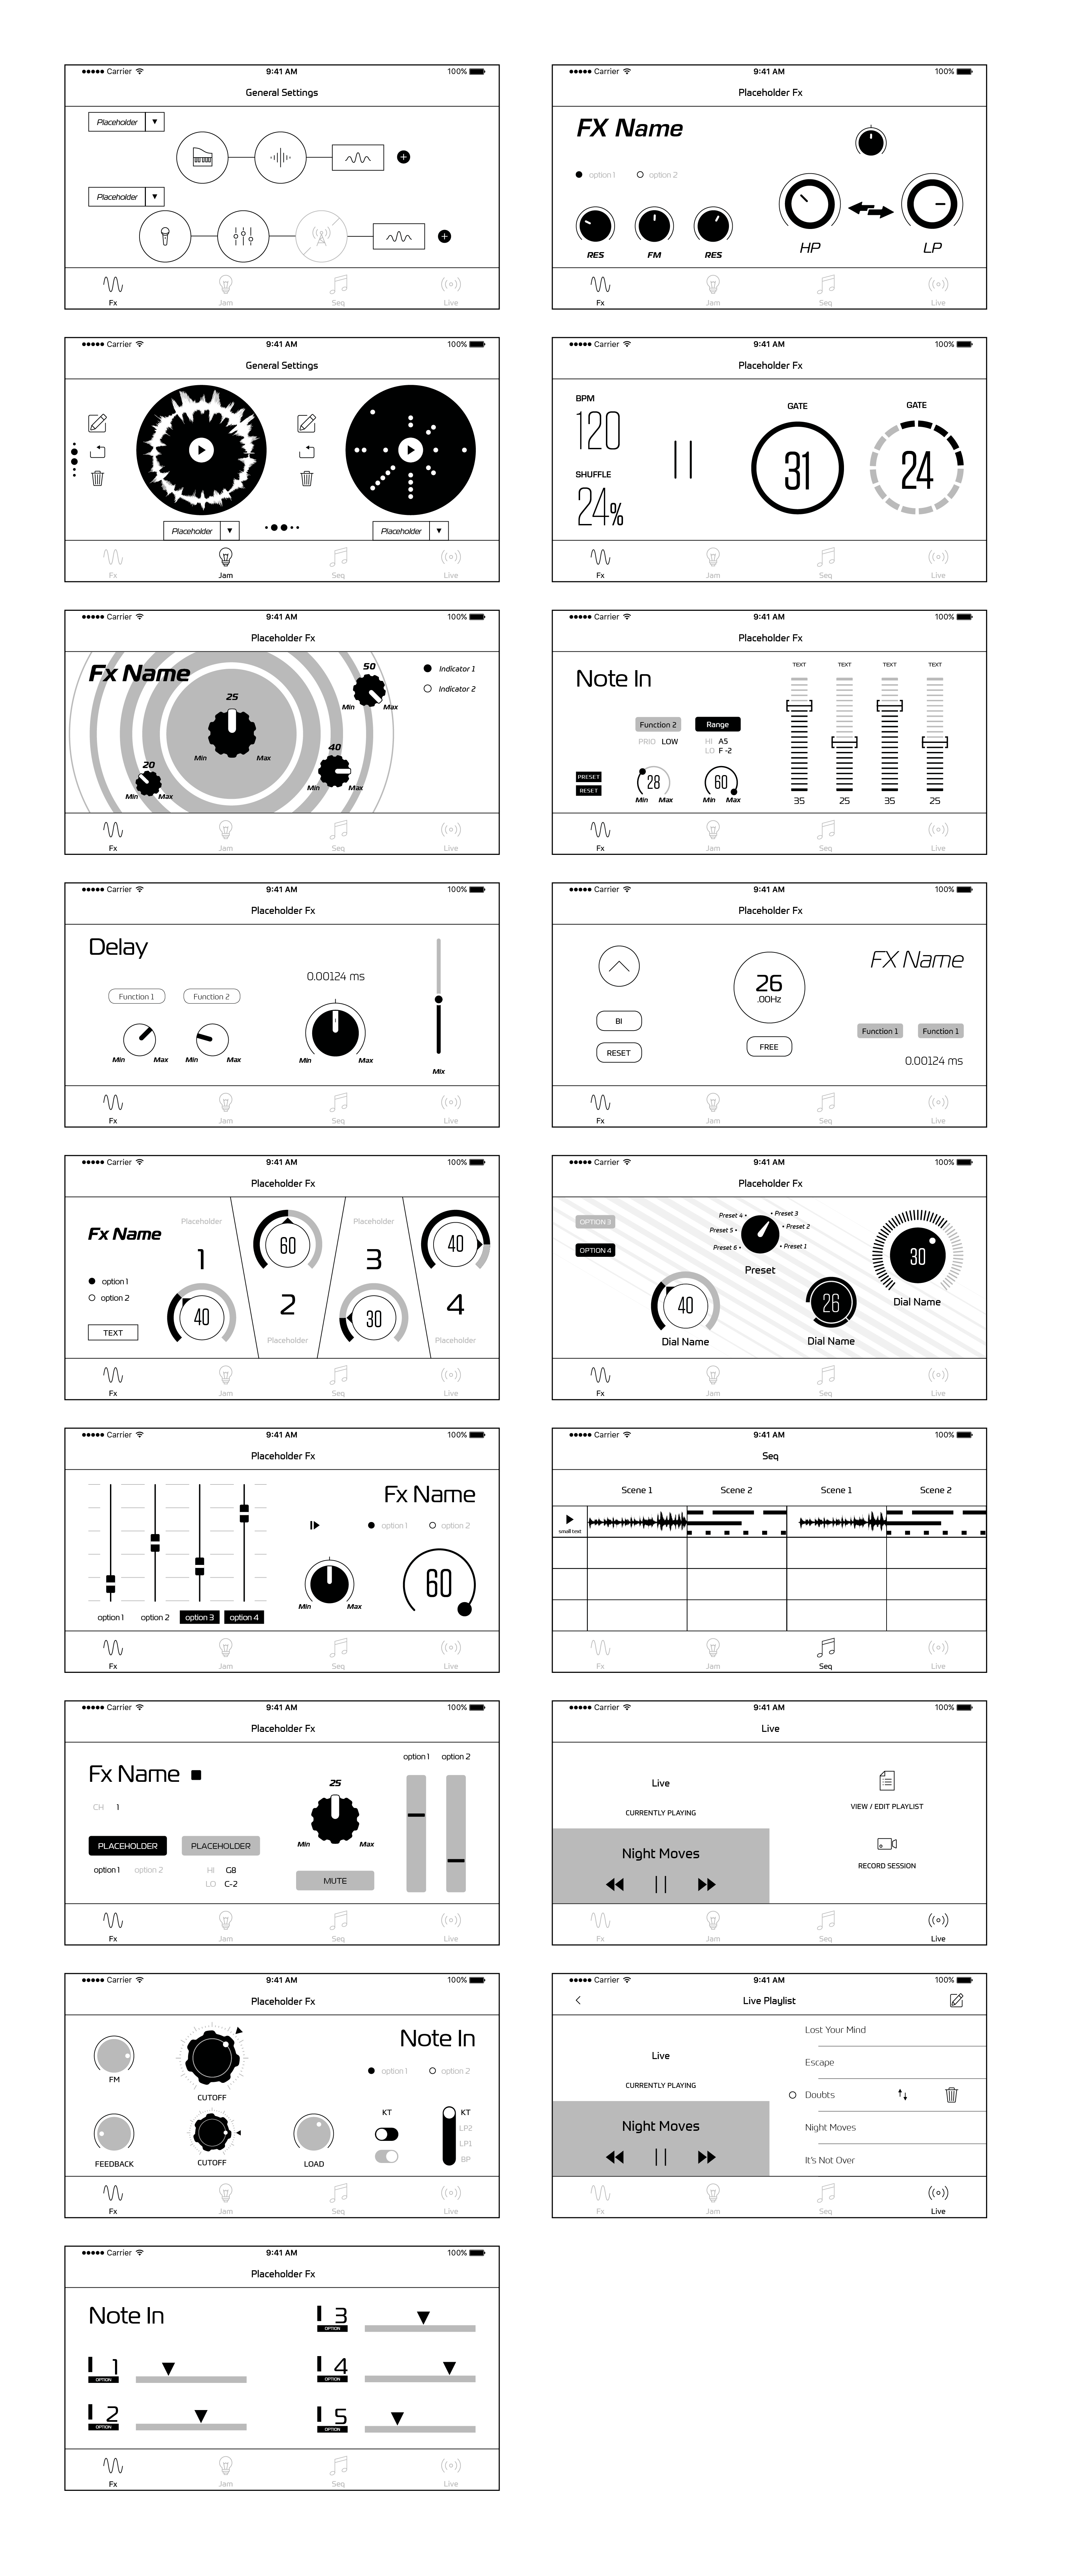 Carrier 9:41 AM 100%
General Settings
Placeholder
Placeholder
Fx Jam Seq Live
Carrier 9:41 AM 100%
Placeholder Fx
FX Name
option 1 option 2
RES FM RES
HP LP
Fx Jam Seq Live
Carrier 9:41 AM 100%
General Settings
Placeholder Placeholder
Fx Jam Seq Live
Carrier 9:41 AM 100%
Placeholder Fx
BPM
120
SHUFFLE
24%
GATE GATE
31 24
Fx Jam Seq Live
Carrier 9:41 AM 100%
Placeholder Fx
Fx Name
25
Min Max
50
Min Max
40
Min Max
20
Min Max
Indicator 1
Indicator 2
Fx Jam Seq Live
Carrier 9:41 AM 100%
Placeholder Fx
Note In
Function 2 Range
PRIO LOW HI A5
LO F -2
PRESET
RESET
28 60
Min Max Min Max
TEXT TEXT TEXT TEXT
35 25 35 25
Fx Jam Seq Live
Carrier 9:41 AM 100%
Placeholder Fx
Delay
Function 1 Function 2
Min Max Min Max
0.00124 ms
Min Max
Mix
Fx Jam Seq Live
Carrier 9:41 AM 100%
Placeholder Fx
BI
RESET
26
.00Hz
FREE
FX Name
Function 1 Function 1
0.00124 ms
Fx Jam Seq Live
Carrier 9:41 AM 100%
Placeholder Fx
Fx Name
option 1
option 2
TEXT
Placeholder
1
40
60
2
Placeholder
Placeholder
3
30
40
4
Placeholder
Fx Jam Seq Live
Carrier 9:41 AM 100%
Placeholder Fx
OPTION 3
OPTION 4
Preset 4 Preset 3
Preset 5 Preset 2
Preset 6 Preset 1
Preset
40
Dial Name
26
Dial Name
30
Dial Name
Fx Jam Seq Live
Carrier 9:41 AM 100%
Placeholder Fx
option 1 option 2 option 3 option 4
Fx Name
option 1 option 2
Min Max
60
Fx Jam Seq Live
Carrier 9:41 AM 100%
Seq
Scene 1 Scene 2 Scene 1 Scene 2
small text
Fx Jam Seq Live
Carrier 9:41 AM 100%
Placeholder Fx
Fx Name
CH 1
PLACEHOLDER PLACEHOLDER
option 1 option 2 HI G8
LO C-2
25
Min Max
MUTE
option 1 option 2
Fx Jam Seq Live
Carrier 9:41 AM 100%
Live
Live
CURRENTLY PLAYING
Night Moves
VIEW / EDIT PLAYLIST
RECORD SESSION
Fx Jam Seq Live
Carrier 9:41 AM 100%
Placeholder Fx
FM
CUTOFF
FEEDBACK
CUTOFF
LOAD
Note In
option 1 option 2
KT
KT
LP2
LP1
BP
Fx Jam Seq Live
Carrier 9:41 AM 100%
Live Playlist
Live
CURRENTLY PLAYING
Night Moves
Lost Your Mind
Escape
Doubts
Night Moves
It's Not Over
Fx Jam Seq Live
Carrier 9:41 AM 100%
Placeholder Fx
Note In
1
OPTION
2
OPTION
3
OPTION
4
OPTION
5
OPTION
Fx Jam Seq Live